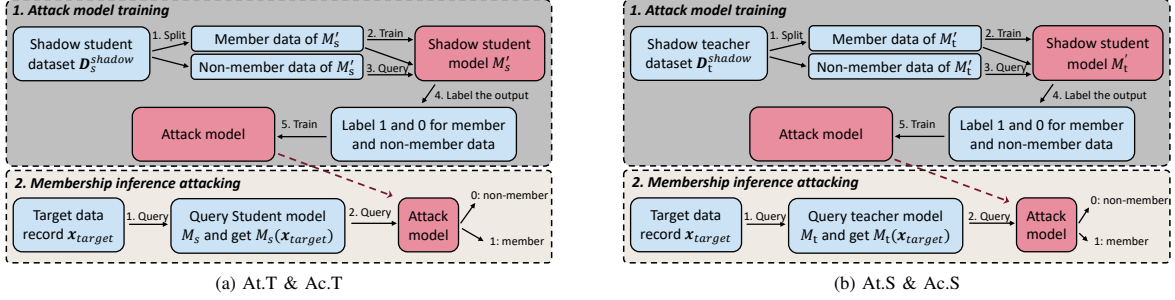 1. Attack model training
Shadow student
dataset D_s^shadow
1. Split
Member data of M_s′
Non-member data of M_s′
2. Train
3. Query
Shadow student
model M_s′
4. Label the output
Attack model
5. Train
Label 1 and 0 for member
and non-member data
2. Membership inference attacking
Target data
record x_target
1. Query
Query Student model
M_s and get M_s(x_target)
2. Query
Attack
model
0: non-member
1: member
(a) At.T & Ac.T
1. Attack model training
Shadow teacher
dataset D_t^shadow
1. Split
Member data of M_t′
Non-member data of M_t′
2. Train
3. Query
Shadow student
model M_t′
4. Label the output
Attack model
5. Train
Label 1 and 0 for member
and non-member data
2. Membership inference attacking
Target data
record x_target
1. Query
Query teacher model
M_t and get M_t(x_target)
2. Query
Attack
model
0: non-member
1: member
(b) At.S & Ac.S